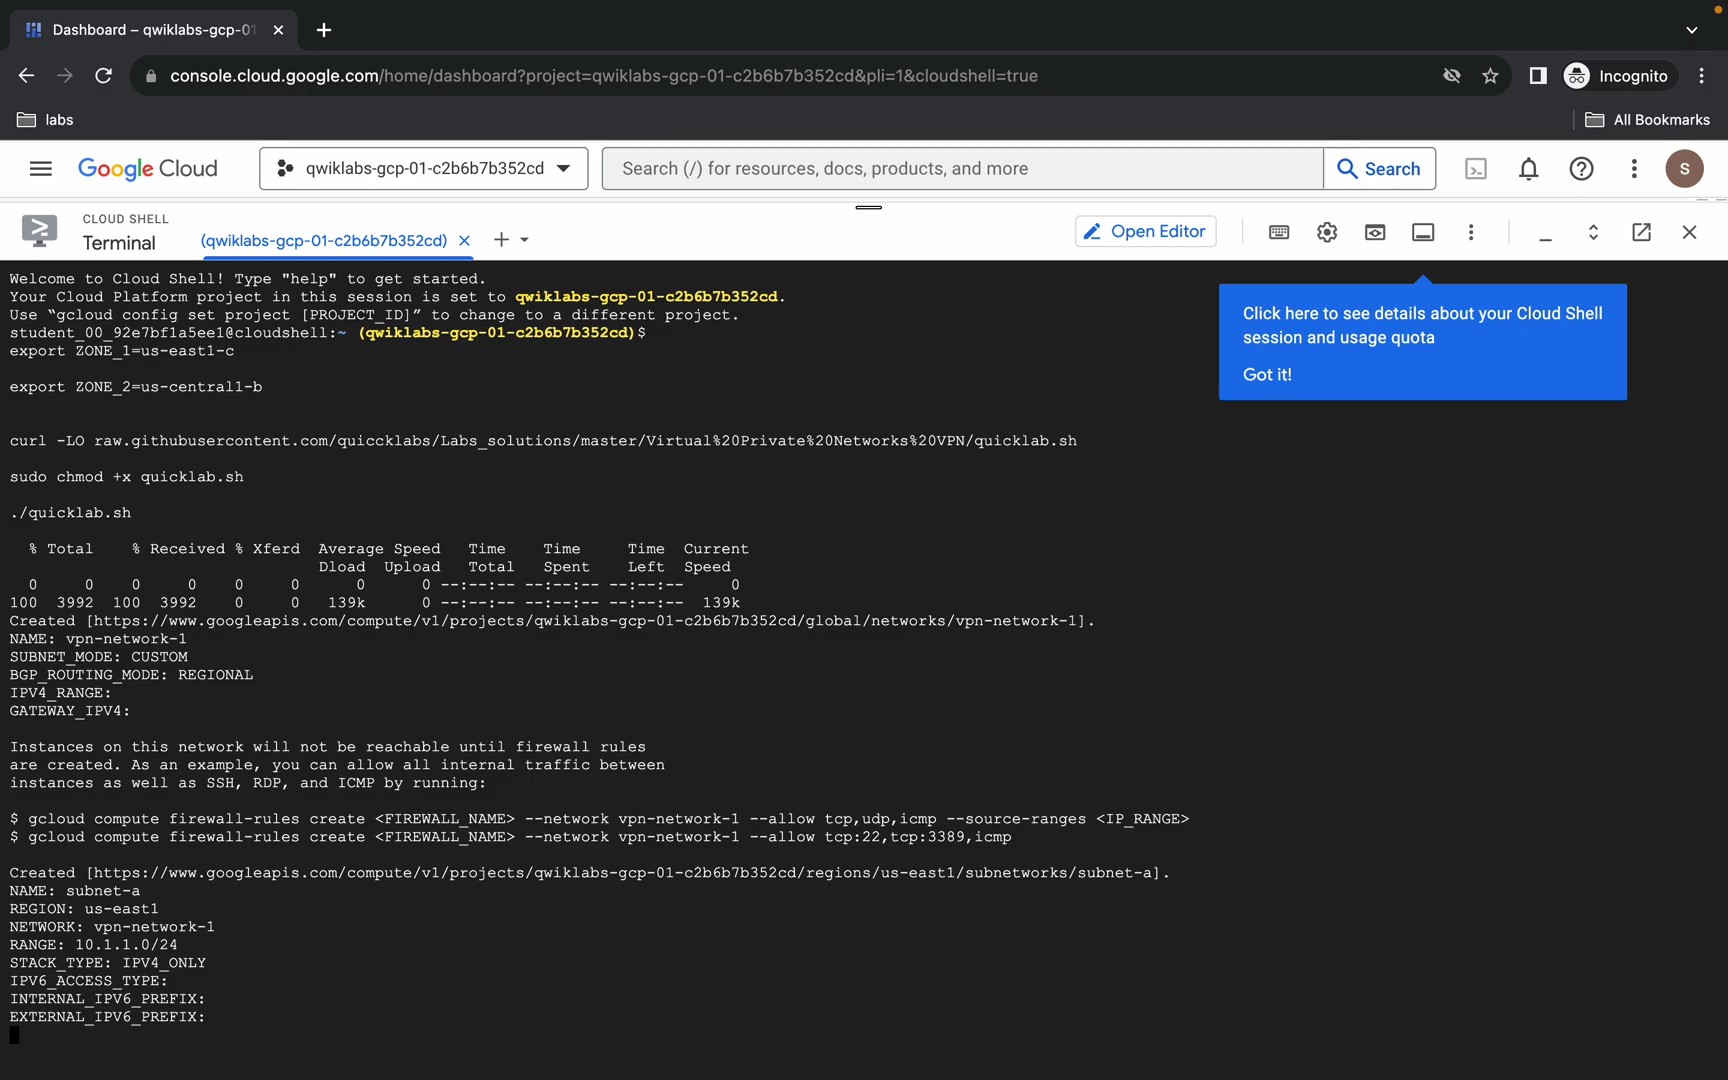 Dashboard – qwiklabs-gcp-01
console.cloud.google.com/home/dashboard?project=qwiklabs-gcp-01-c2b6b7b352cd&pli=1&cloudshell=true
Incognito
labs
All Bookmarks
Google Cloud
qwiklabs-gcp-01-c2b6b7b352cd
Search (/) for resources, docs, products, and more
Search
S
CLOUD SHELL
Terminal
(qwiklabs-gcp-01-c2b6b7b352cd)
Open Editor
Welcome to Cloud Shell! Type "help" to get started.
Your Cloud Platform project in this session is set to qwiklabs-gcp-01-c2b6b7b352cd.
Use “gcloud config set project [PROJECT_ID]” to change to a different project.
student_00_92e7bf1a5ee1@cloudshell:~ (qwiklabs-gcp-01-c2b6b7b352cd)$
export ZONE_1=us-east1-c
export ZONE_2=us-central1-b
curl -LO raw.githubusercontent.com/quiccklabs/Labs_solutions/master/Virtual%20Private%20Networks%20VPN/quicklab.sh
sudo chmod +x quicklab.sh
./quicklab.sh
% Total % Received % Xferd Average Speed Time Time Time Current
Dload Upload Total Spent Left Speed
0 0 0 0 0 0 0 0 --:--:-- --:--:-- --:--:-- 0
100 3992 100 3992 0 0 139k 0 --:--:-- --:--:-- --:--:-- 139k
Created [https://www.googleapis.com/compute/v1/projects/qwiklabs-gcp-01-c2b6b7b352cd/global/networks/vpn-network-1].
NAME: vpn-network-1
SUBNET_MODE: CUSTOM
BGP_ROUTING_MODE: REGIONAL
IPV4_RANGE:
GATEWAY_IPV4:
Instances on this network will not be reachable until firewall rules
are created. As an example, you can allow all internal traffic between
instances as well as SSH, RDP, and ICMP by running:
$ gcloud compute firewall-rules create <FIREWALL_NAME> --network vpn-network-1 --allow tcp,udp,icmp --source-ranges <IP_RANGE>
$ gcloud compute firewall-rules create <FIREWALL_NAME> --network vpn-network-1 --allow tcp:22,tcp:3389,icmp
Created [https://www.googleapis.com/compute/v1/projects/qwiklabs-gcp-01-c2b6b7b352cd/regions/us-east1/subnetworks/subnet-a].
NAME: subnet-a
REGION: us-east1
NETWORK: vpn-network-1
RANGE: 10.1.1.0/24
STACK_TYPE: IPV4_ONLY
IPV6_ACCESS_TYPE:
INTERNAL_IPV6_PREFIX:
EXTERNAL_IPV6_PREFIX:
Click here to see details about your Cloud Shell
session and usage quota
Got it!